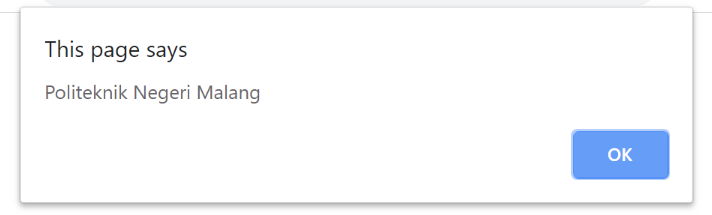 This page says
Politeknik Negeri Malang
OK